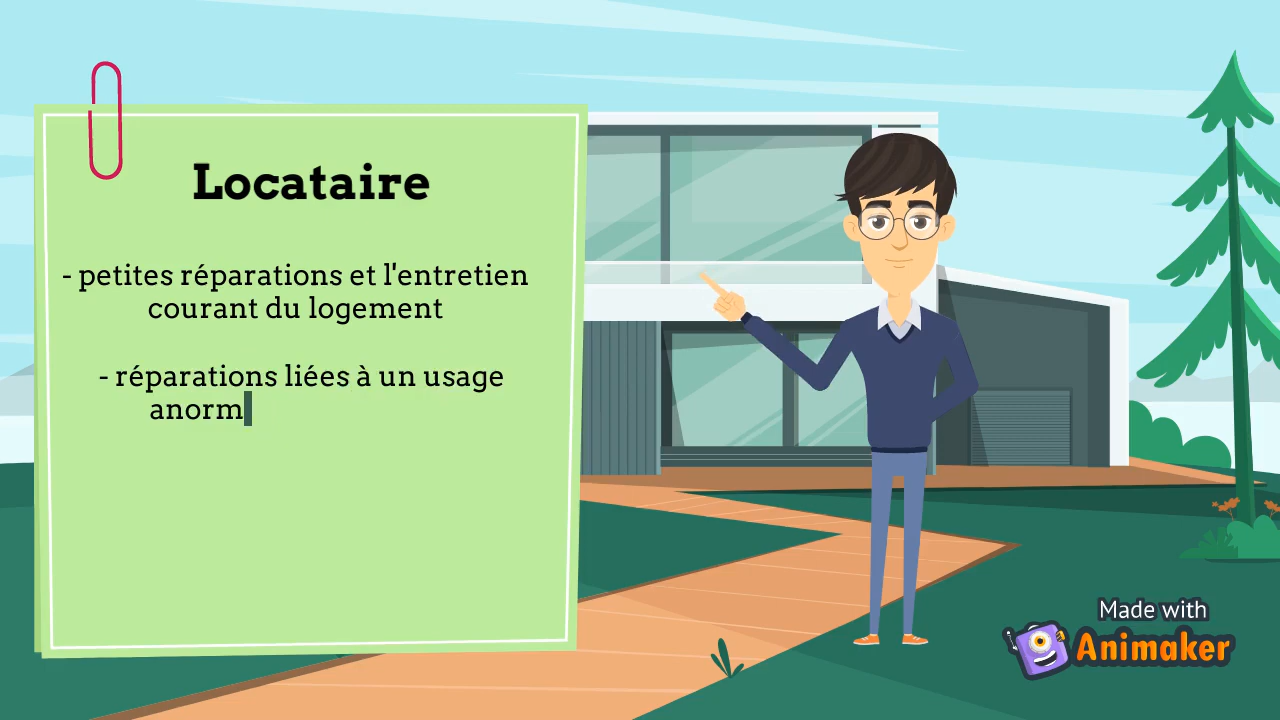 Locataire
- petites réparations et l'entretien
courant du logement
- réparations liées à un usage
anorm
Made with
Animaker